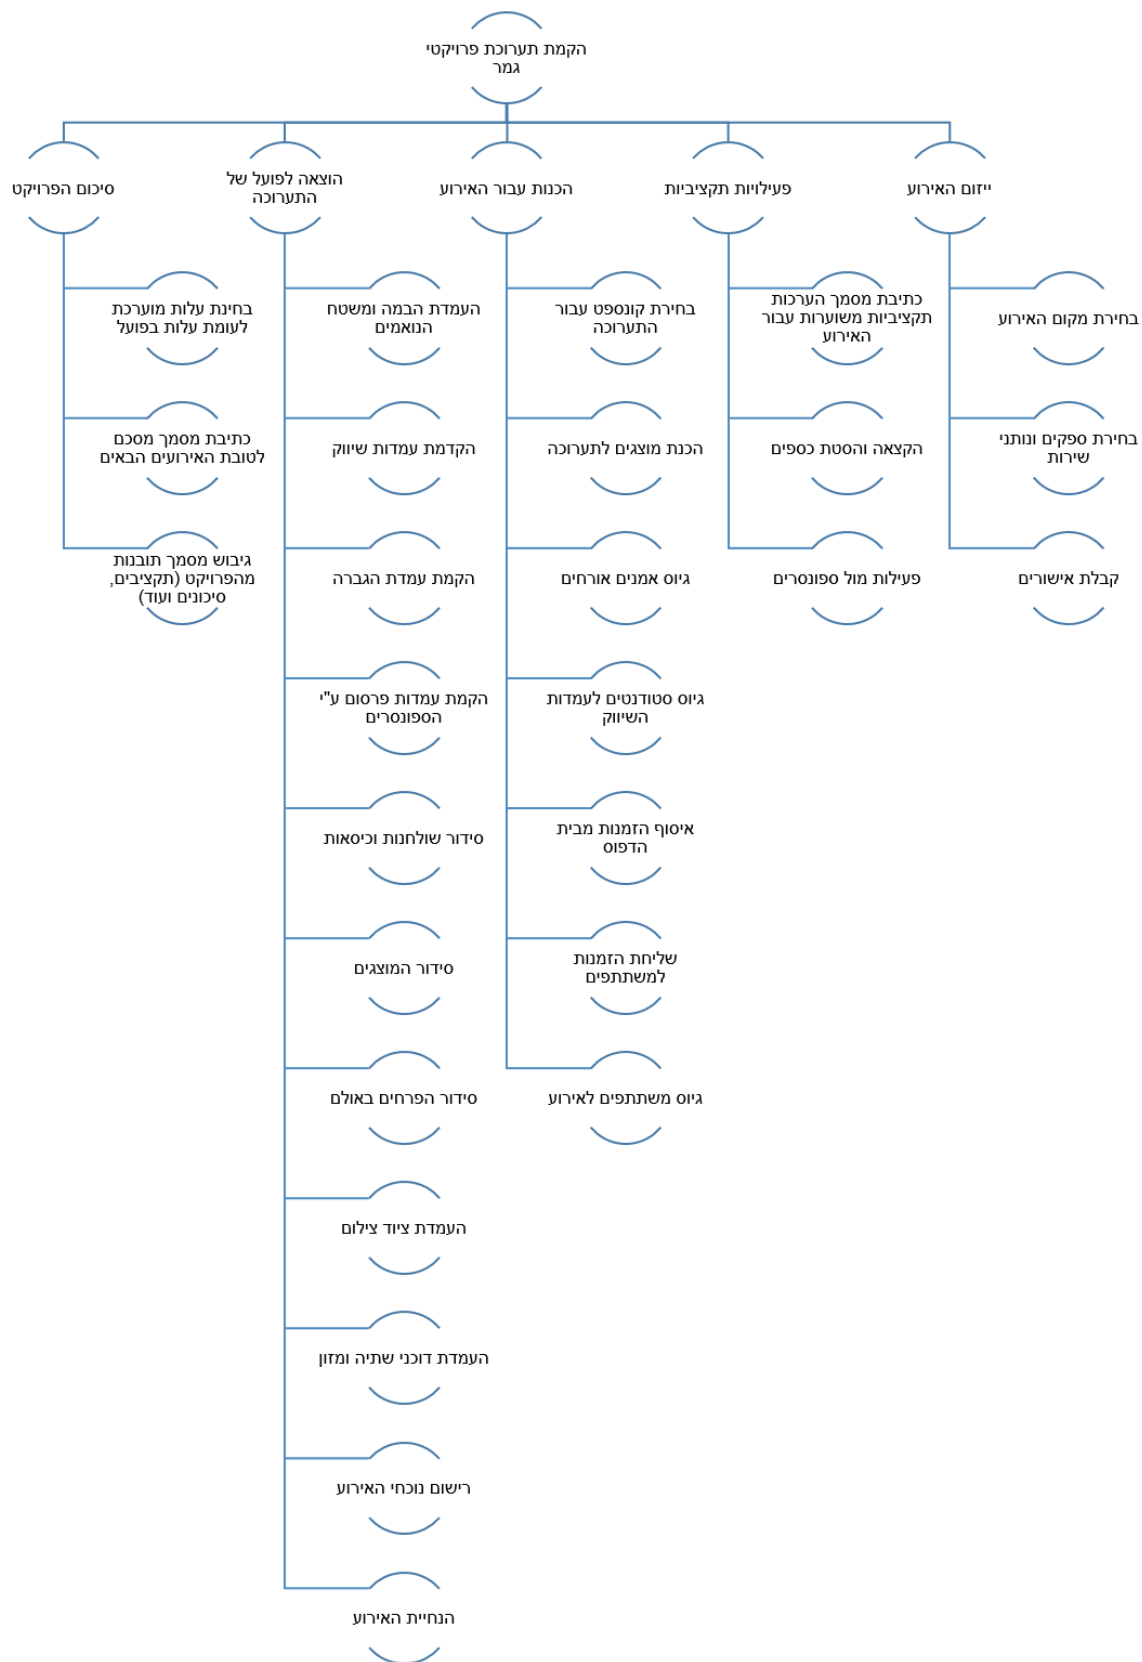 הקמת תערוכת פרויקטי
גמר
ייזום האירוע
פעילויות תקציביות
הכנות עבור האירוע
הוצאה לפועל של
התערוכה
סיכום הפרויקט
בחירת מקום האירוע
בחירת ספקים ונותני
שירות
קבלת אישורים
כתיבת מסמך הערכות
תקציביות משוערות עבור
האירוע
הקצאה והסטת כספים
פעילות מול ספונסרים
בחירת קונספט עבור
התערוכה
הכנת מוצגים לתערוכה
גיוס אמנים אורחים
גיוס סטודנטים לעמדות
השיווק
איסוף הזמנות מבית
הדפוס
שליחת הזמנות
למשתתפים
גיוס משתתפים לאירוע
העמדת הבמה ומשטח
הנואמים
הקדמת עמדות שיווק
הקמת עמדת הגברה
הקמת עמדות פרסום ע"י
הספונסרים
סידור שולחנות וכיסאות
סידור המוצגים
סידור הפרחים באולם
העמדת ציוד צילום
העמדת דוכני שתיה ומזון
רישום נוכחי האירוע
הנחיית האירוע
בחינת עלות מוערכת
לעומת עלות בפועל
כתיבת מסמך מסכם
לטובת האירועים הבאים
גיבוש מסמך תובנות
מהפרויקט (תקציבים,
סיכונים ועוד)